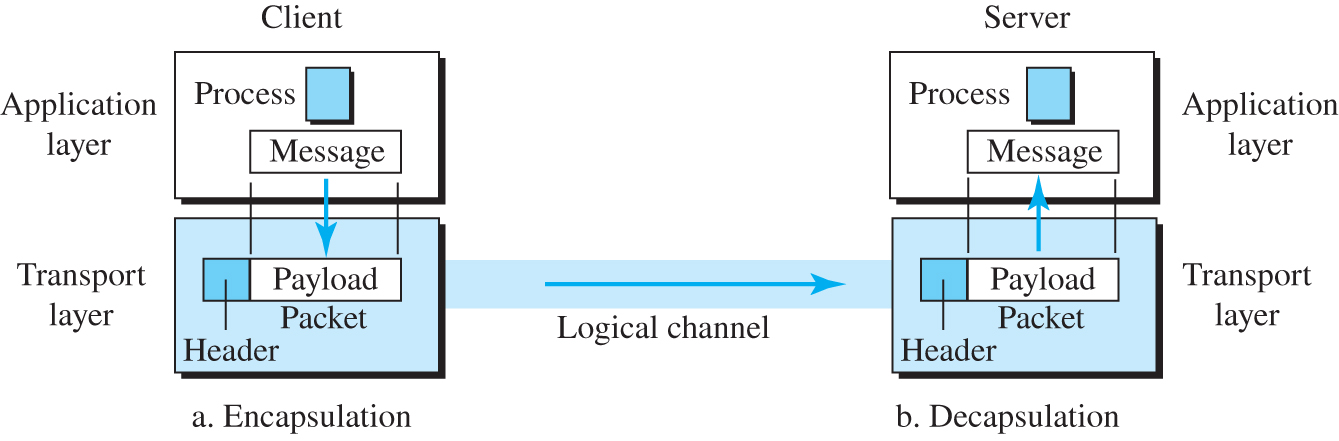 Client
Server
Process
Process
Application
layer
Application
layer
Message
Message
Transport
layer
Payload
Payload
Transport
layer
Packet
Packet
Logical channel
Header
Header
a. Encapsulation
b. Decapsulation